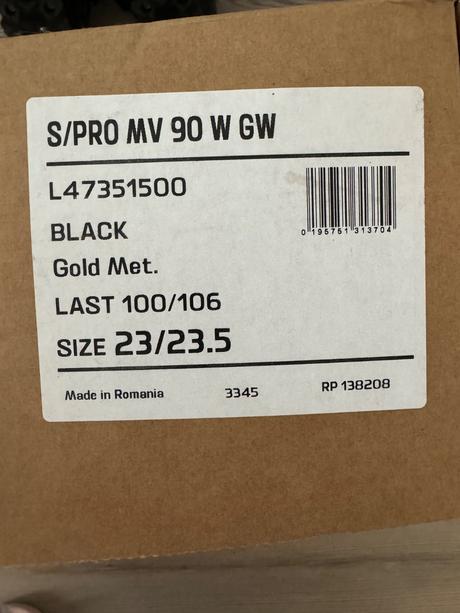 S/PRO MV 90 W GW
L47351500
BLACK
0 195751 313704
Gold Met.
LAST 100/106
SIZE 23/23.5
Made in Romania 3345 RP 138208